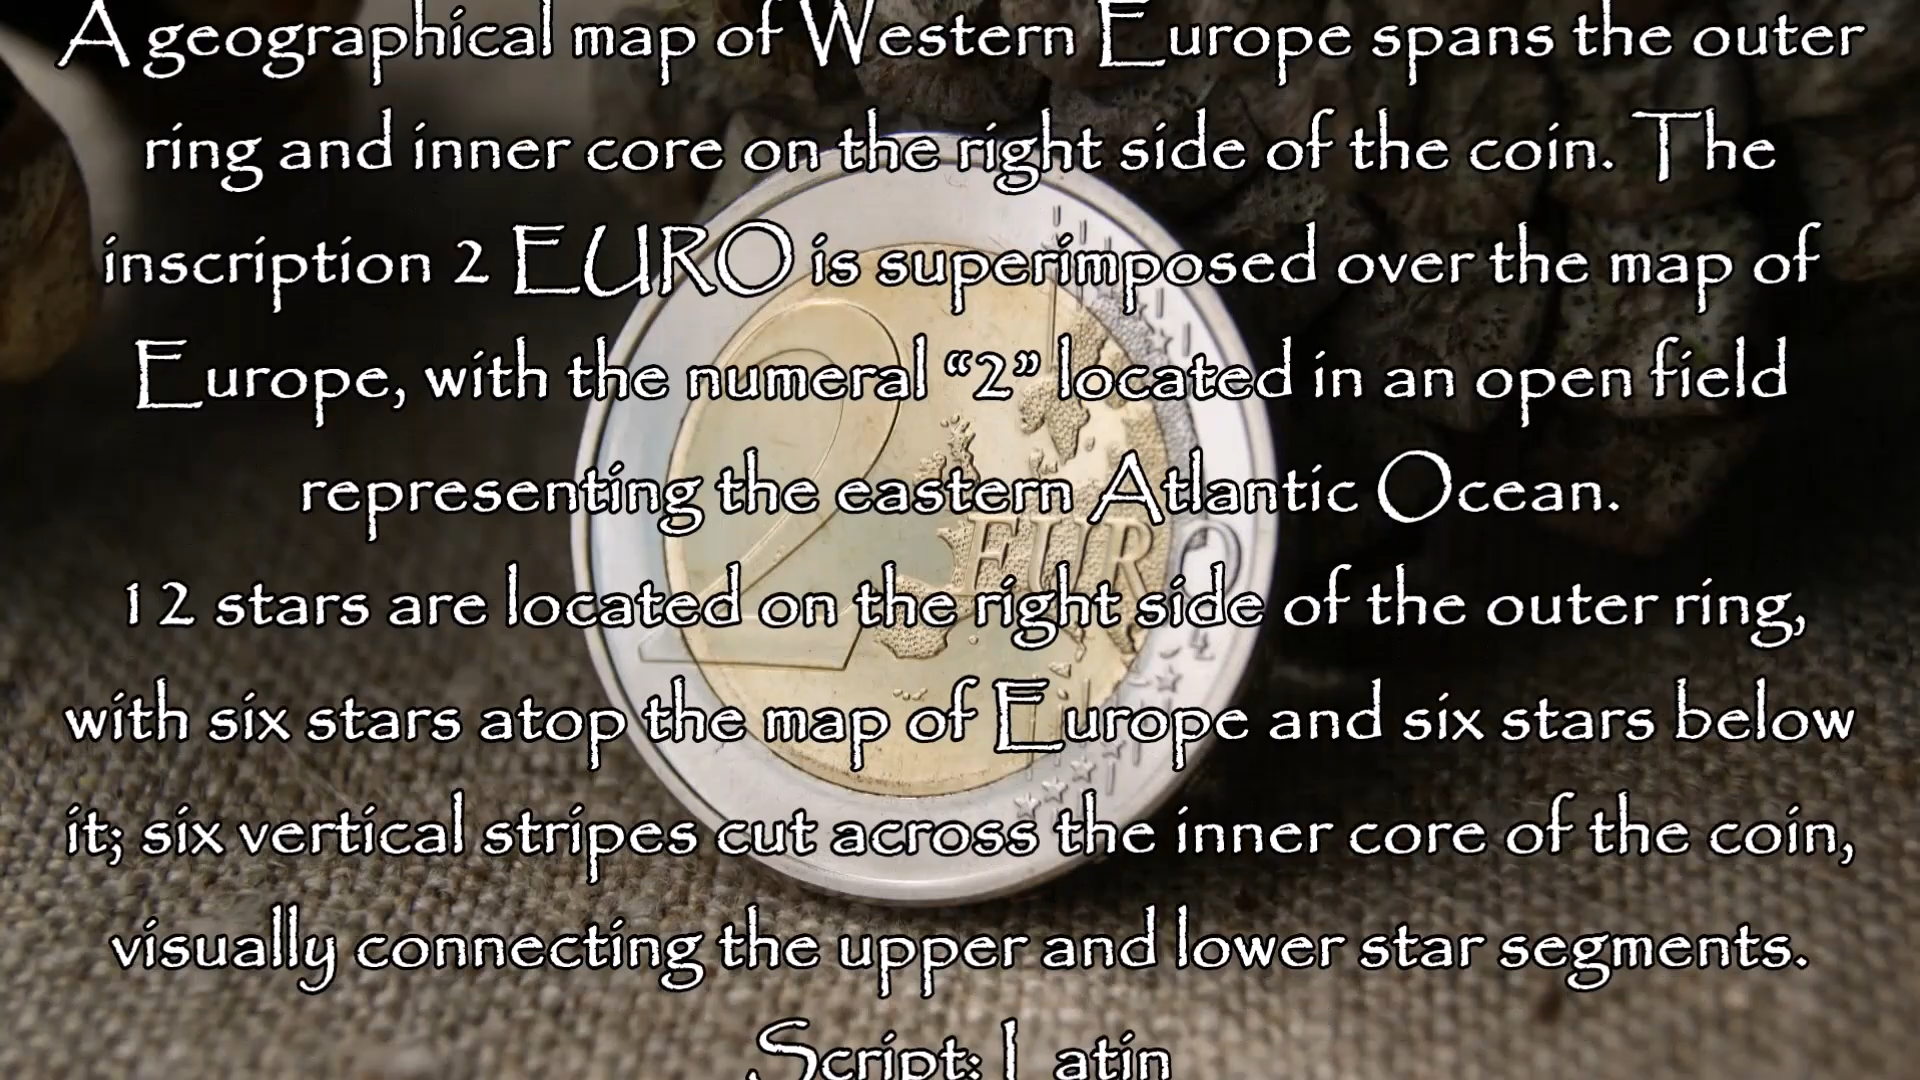 A geographical map of Western Europe spans the outer
ring and inner core on the right side of the coin. The
inscription 2 EURO is superimposed over the map of
Europe, with the numeral “2” located in an open field
representing the eastern Atlantic Ocean.
12 stars are located on the right side of the outer ring,
with six stars atop the map of Europe and six stars below
it; six vertical stripes cut across the inner core of the coin,
visually connecting the upper and lower star segments.
Script: Latin
2 EURO